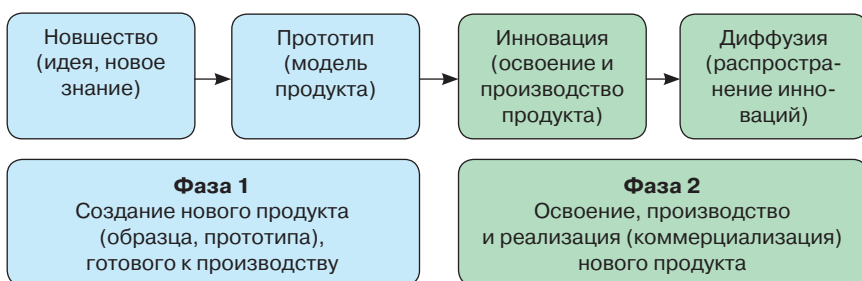 Новшество
(идея, новое
знание)
Прототип
(модель
продукта)
Инновация
(освоение и
производство
продукта)
Диффузия
(распростра-
нение инно-
ваций)
Фаза 1
Создание нового продукта
(образца, прототипа),
готового к производству
Фаза 2
Освоение, производство
и реализация (коммерциализация)
нового продукта